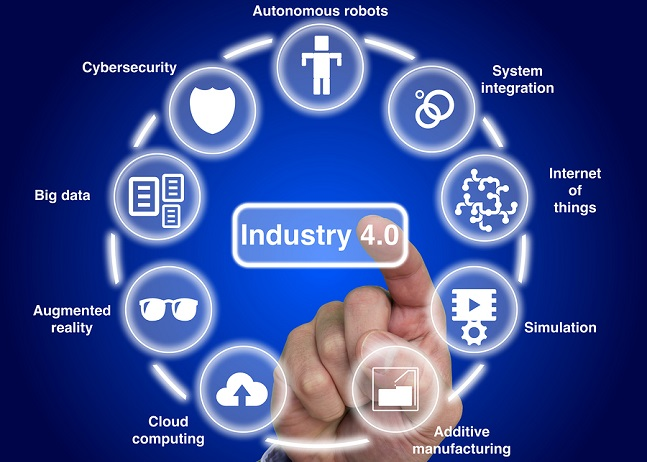 Autonomous robots
Cybersecurity
System
integration
Big data
Internet
of
things
Industry 4.0
Augmented
reality
Simulation
Cloud
computing
Additive
manufacturing